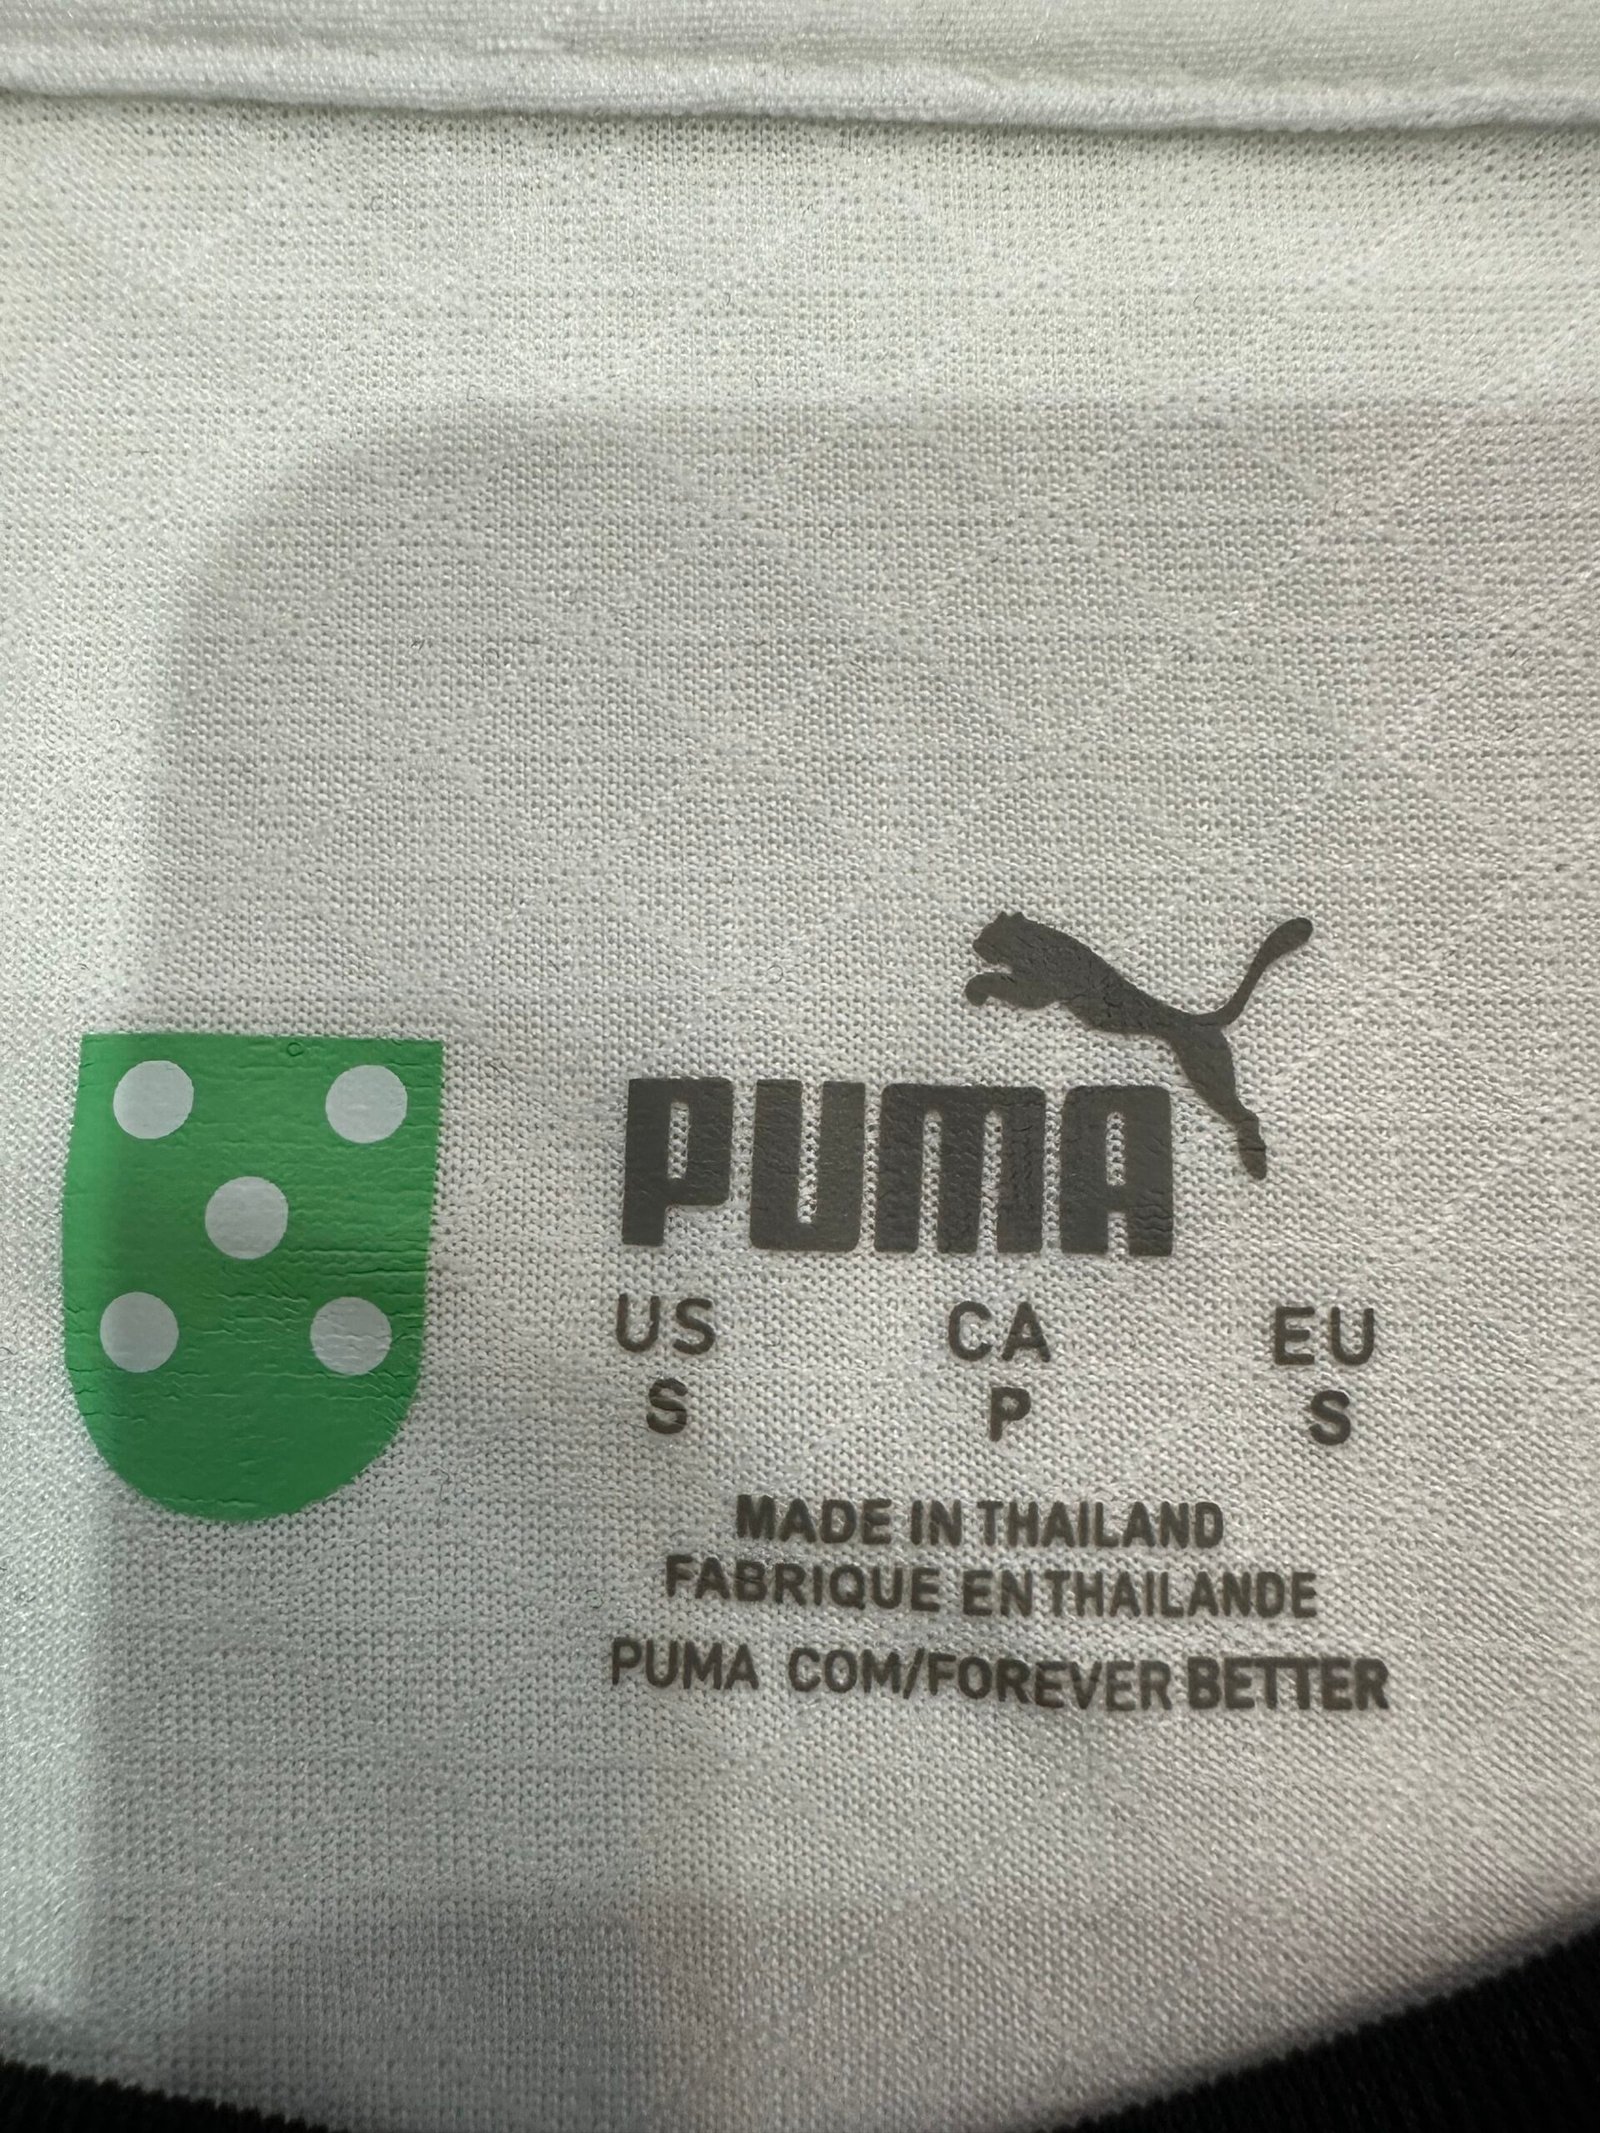 PUMA
US CA EU
S P S
MADE IN THAILAND
FABRIQUE EN THAILANDE
PUMA COM/FOREVER BETTER